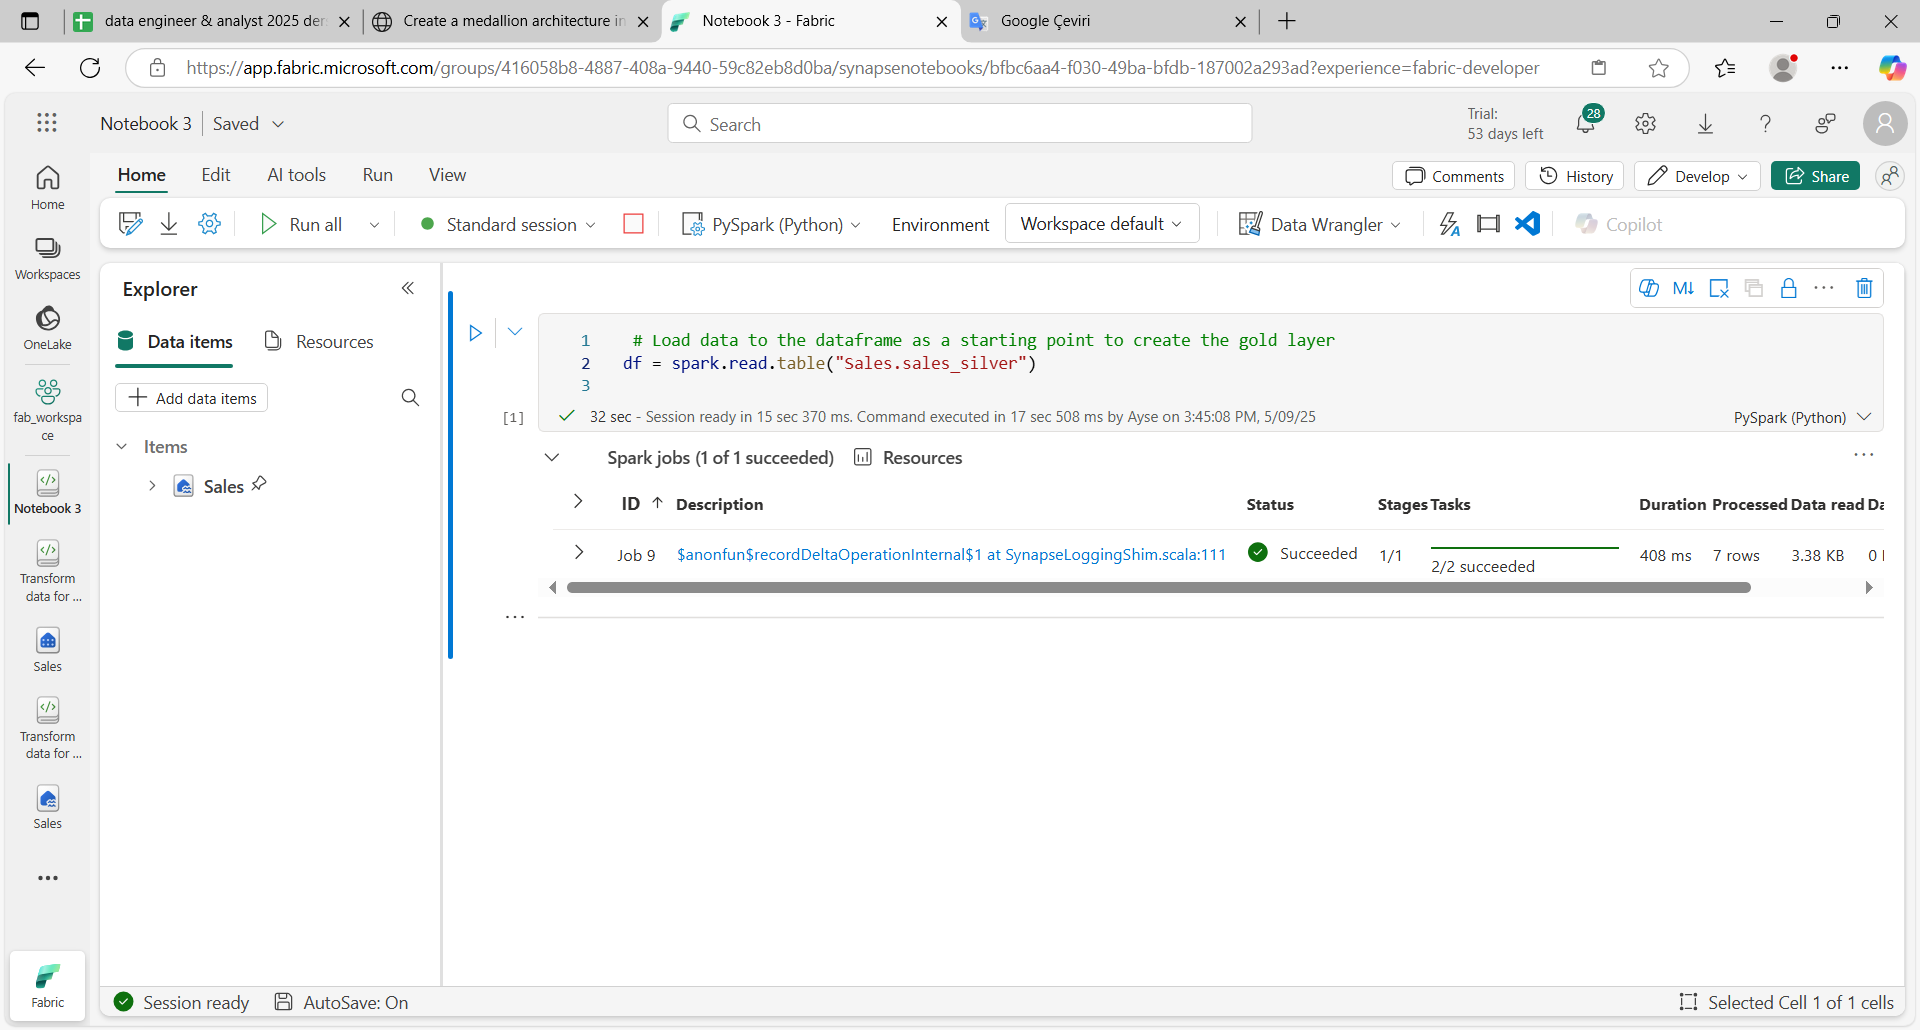 data engineer & analyst 2025 der
Create a medallion architecture in
Notebook 3 - Fabric
Google Çeviri
https://app.fabric.microsoft.com/groups/416058b8-4887-408a-9440-59c82eb8d0ba/synapsenotebooks/bfbc6aa4-f030-49ba-bfdb-187002a293ad?experience=fabric-developer
Notebook 3
Saved
Search
Trial:
53 days left
28
Home
Edit
AI tools
Run
View
Comments
History
Develop
Share
Run all
Standard session
PySpark (Python)
Environment
Workspace default
Data Wrangler
Copilot
Home
Workspaces
OneLake
fab_workspa
ce
Notebook 3
Transform
data for ...
Sales
Transform
data for ...
Sales
Fabric
Explorer
Data items
Resources
Add data items
Items
Sales
M↓
1 # Load data to the dataframe as a starting point to create the gold layer
2 df = spark.read.table("Sales.sales_silver")
3
[1]
32 sec - Session ready in 15 sec 370 ms. Command executed in 17 sec 508 ms by Ayse on 3:45:08 PM, 5/09/25
PySpark (Python)
Spark jobs (1 of 1 succeeded)
Resources
ID ↑ Description Status Stages Tasks Duration Processed Data read Da
Job 9 $anonfun$recordDeltaOperationInternal$1 at SynapseLoggingShim.scala:111 Succeeded 1/1 2/2 succeeded 408 ms 7 rows 3.38 KB 0
Session ready
AutoSave: On
Selected Cell 1 of 1 cells